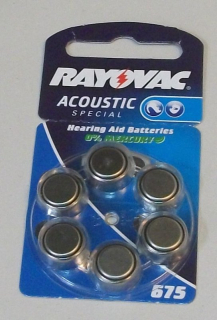 RAYOVAC
ACOUSTIC
SPECIAL
Hearing Aid Batteries
0% MERCURY
675